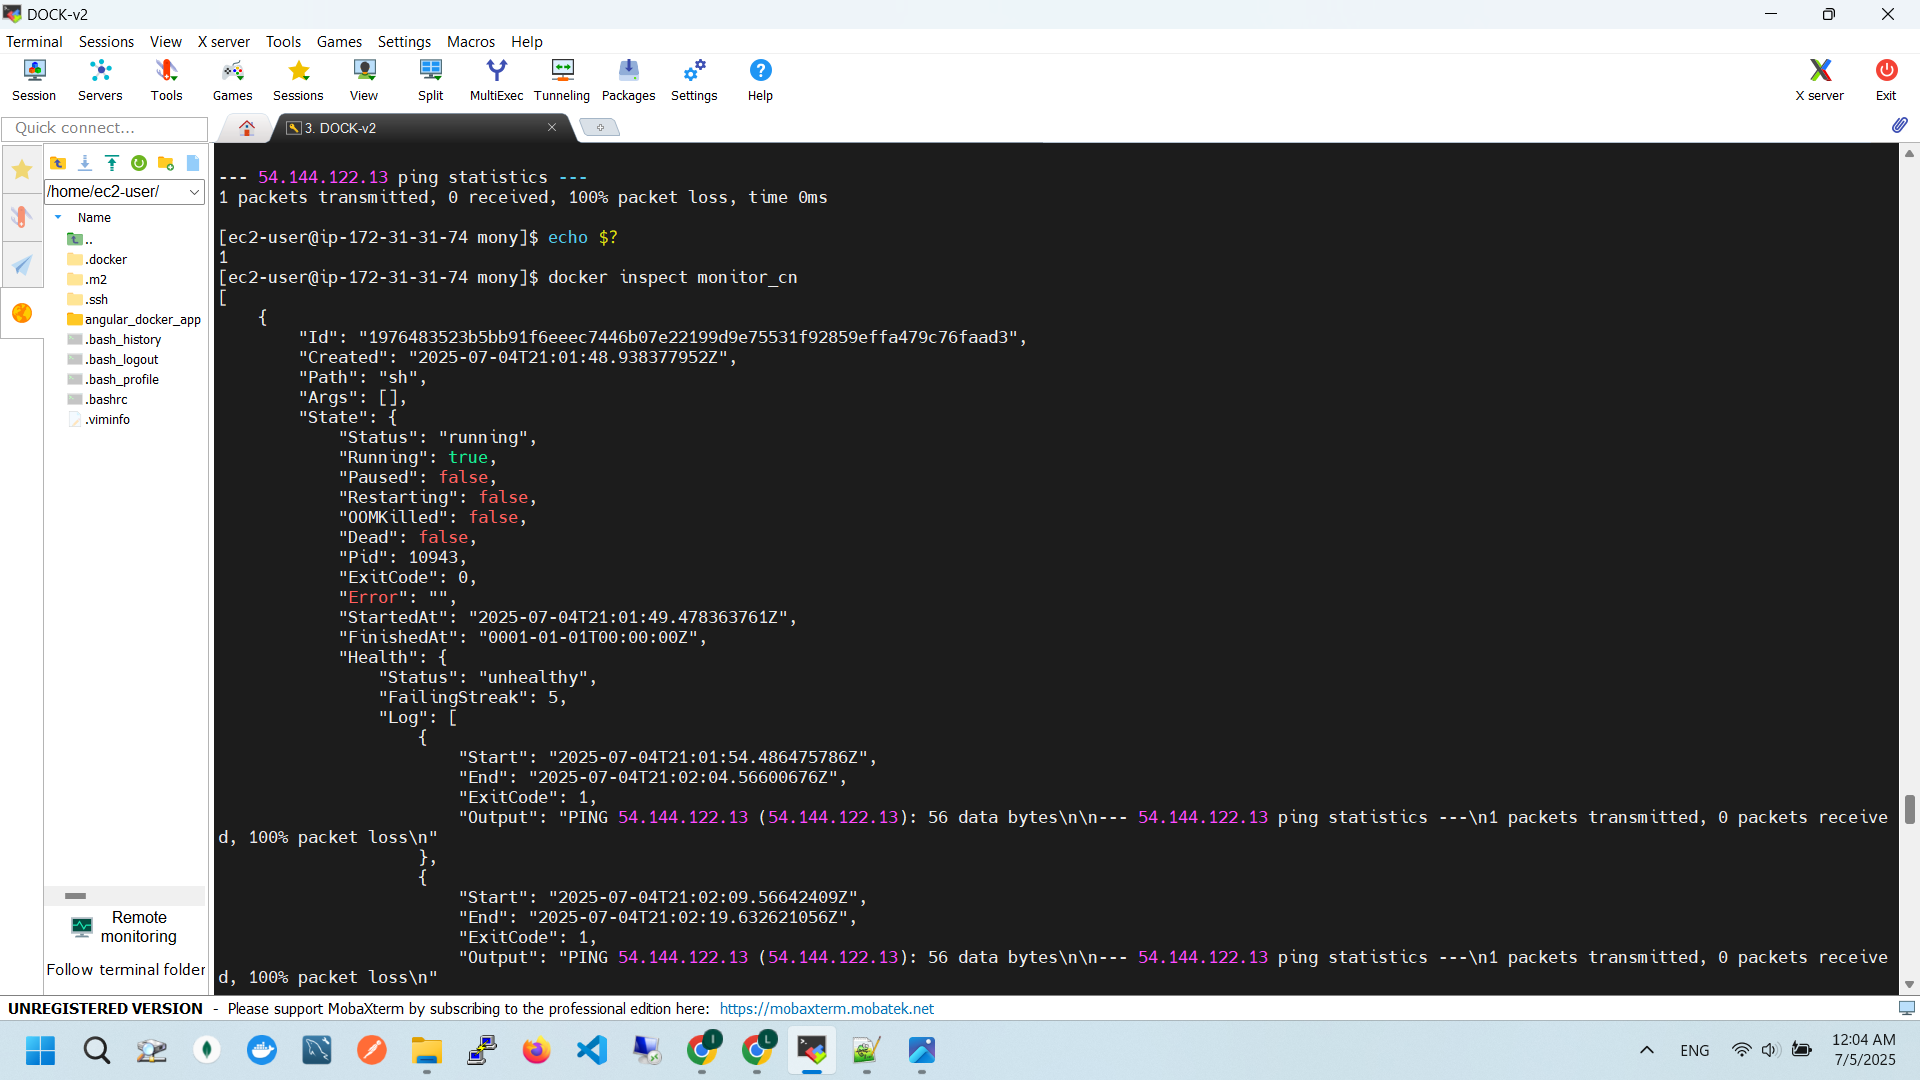 DOCK-v2
Terminal Sessions View X server Tools Games Settings Macros Help
Session Servers Tools Games Sessions View Split MultiExec Tunneling Packages Settings Help X server Exit
Quick connect...
3. DOCK-v2
/home/ec2-user/
Name
..
.docker
.m2
.ssh
angular_docker_app
.bash_history
.bash_logout
.bash_profile
.bashrc
.viminfo
Remote
monitoring
Follow terminal folder
--- 54.144.122.13 ping statistics ---
1 packets transmitted, 0 received, 100% packet loss, time 0ms
[ec2-user@ip-172-31-31-74 mony]$ echo $?
1
[ec2-user@ip-172-31-31-74 mony]$ docker inspect monitor_cn
[
{
"Id": "1976483523b5bb91f6eeec7446b07e22199d9e75531f92859effa479c76faad3",
"Created": "2025-07-04T21:01:48.938377952Z",
"Path": "sh",
"Args": [],
"State": {
"Status": "running",
"Running": true,
"Paused": false,
"Restarting": false,
"OOMKilled": false,
"Dead": false,
"Pid": 10943,
"ExitCode": 0,
"Error": "",
"StartedAt": "2025-07-04T21:01:49.478363761Z",
"FinishedAt": "0001-01-01T00:00:00Z",
"Health": {
"Status": "unhealthy",
"FailingStreak": 5,
"Log": [
{
"Start": "2025-07-04T21:01:54.486475786Z",
"End": "2025-07-04T21:02:04.56600676Z",
"ExitCode": 1,
"Output": "PING 54.144.122.13 (54.144.122.13): 56 data bytes\n\n--- 54.144.122.13 ping statistics ---\n1 packets transmitted, 0 packets receive
d, 100% packet loss\n"
},
{
"Start": "2025-07-04T21:02:09.56642409Z",
"End": "2025-07-04T21:02:19.632621056Z",
"ExitCode": 1,
"Output": "PING 54.144.122.13 (54.144.122.13): 56 data bytes\n\n--- 54.144.122.13 ping statistics ---\n1 packets transmitted, 0 packets receive
d, 100% packet loss\n"
UNREGISTERED VERSION - Please support MobaXterm by subscribing to the professional edition here: https://mobaxterm.mobatek.net
I
L
ENG
12:04 AM
7/5/2025